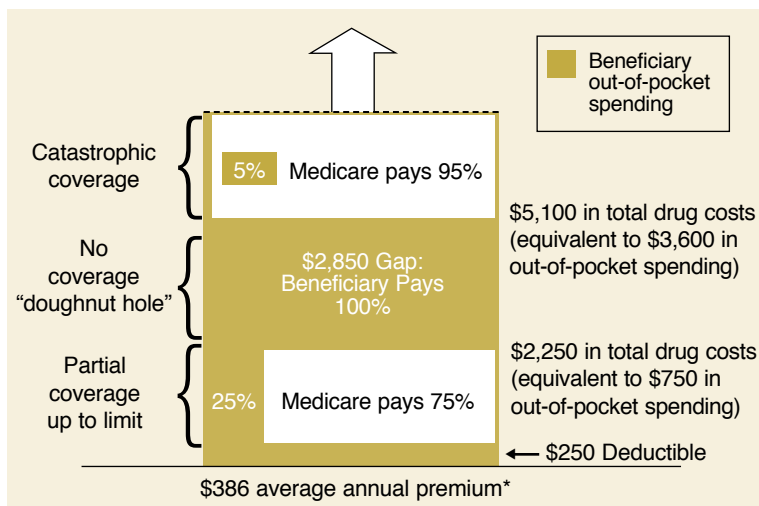 Beneficiary
out-of-pocket
spending
Catastrophic
coverage
5%
Medicare pays 95%
$5,100 in total drug costs
(equivalent to $3,600 in
out-of-pocket spending)
No
coverage
“doughnut hole”
$2,850 Gap:
Beneficiary Pays
100%
$2,250 in total drug costs
(equivalent to $750 in
out-of-pocket spending)
Partial
coverage
up to limit
25%
Medicare pays 75%
$250 Deductible
$386 average annual premium*